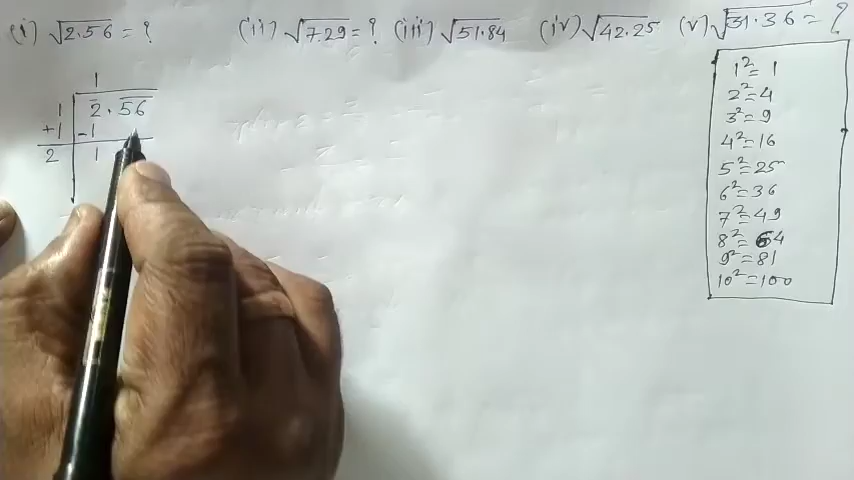 (i) √2.56 = ? (ii) √7.29 = ? (iii) √51.84 (iv) √42.25 (v) √31.36 = ?
1
1 2.56
+1 -1
2 1
1² = 1
2² = 4
3² = 9
4² = 16
5² = 25
6² = 36
7² = 49
8² = 64
9² = 81
10² = 100